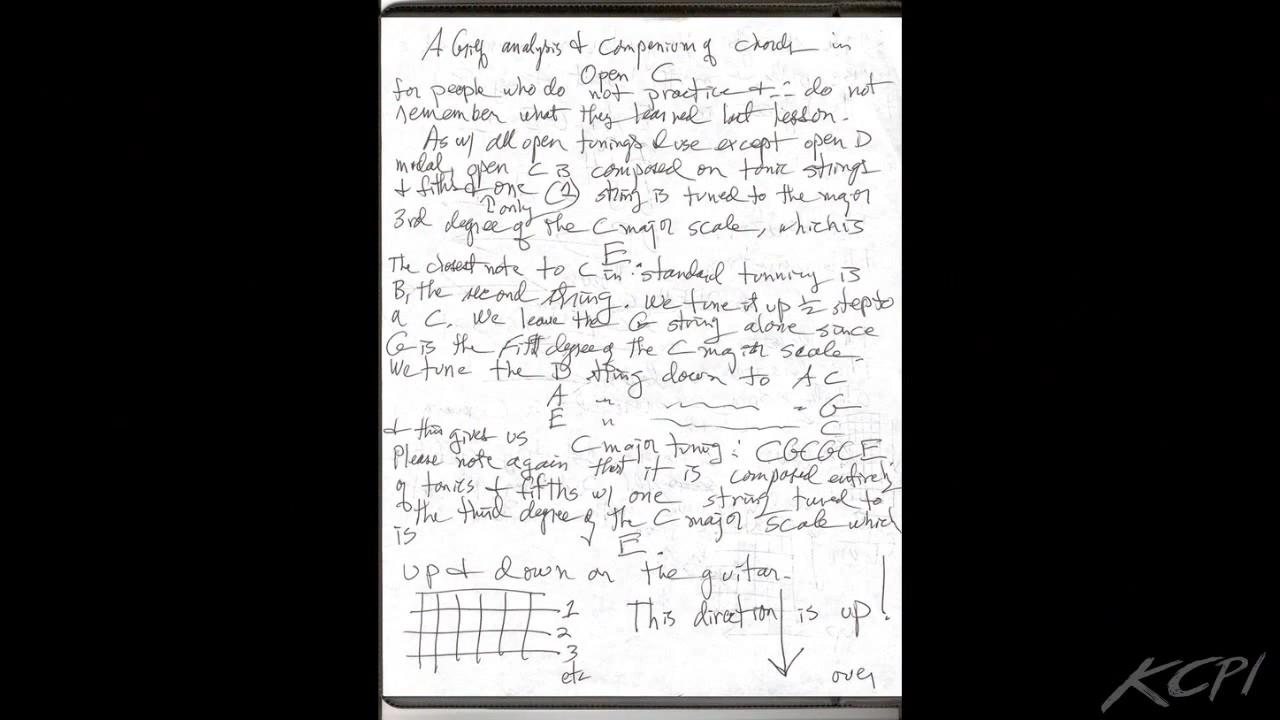 A Brief analysis & Compenium of chords in
Open C
for people who do not practice & do not
remember what they learned last lesson.
As w/ all open tunings I use except open D
modal, open C is composed on tonic strings
& fiths & one (1) string is tuned to the major
↑ only
3rd degree of the C major scale, which is
E.
The closest note to C in standard tunning is
B, the second string. We tune it up ½ step to
a C. We leave the G string alone since
G is the fifth degree of the C major scale.
We tune the D string down to A C
A " - G
E " C
& this gives us C major tuning: CGCGCE.
Please note again that it is composed entirely
of tonics & fifths w/ one string tuned to
the third degree of the C major scale which
is
E.
up & down on the guitar.
1
2
3
etc
This direction is up!
over
KCPI